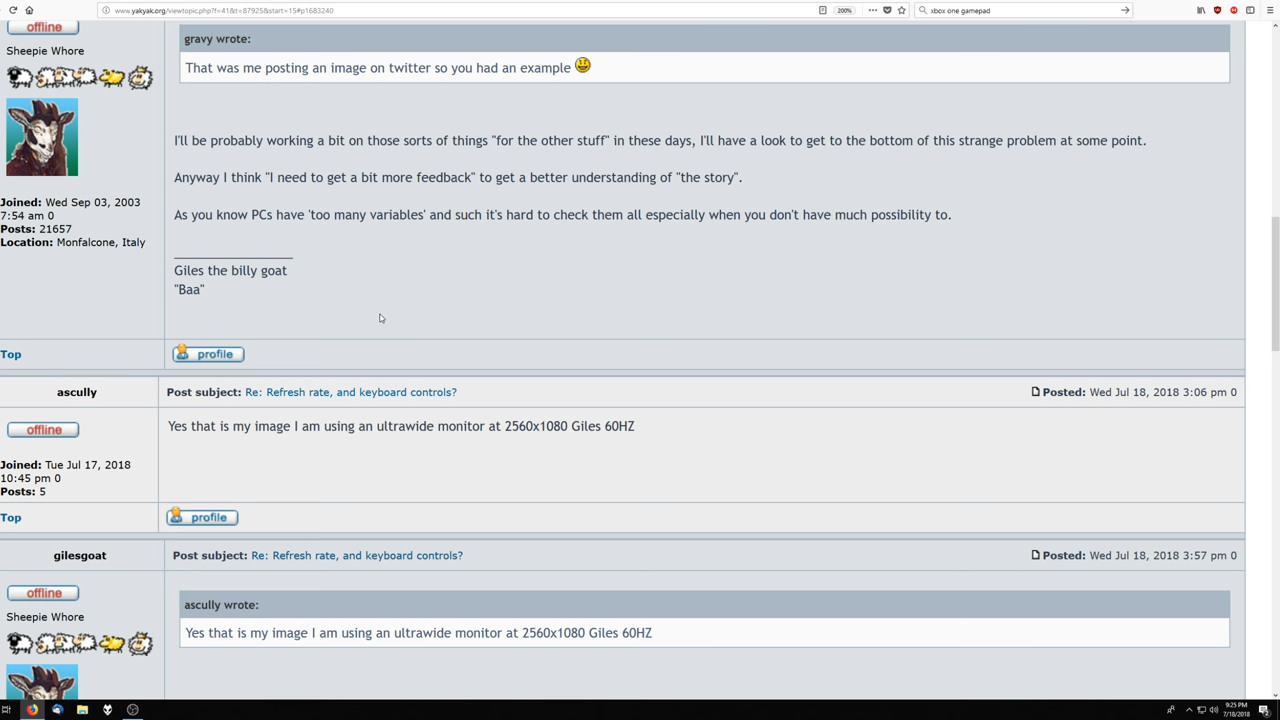 www.yakyak.org/viewtopic.php?f=41&t=87925&start=15#p1683240
200%
xbox one gamepad
offline
Sheepie Whore
gravy wrote:
That was me posting an image on twitter so you had an example
I'll be probably working a bit on those sorts of things "for the other stuff" in these days, I'll have a look to get to the bottom of this strange problem at some point.
Anyway I think "I need to get a bit more feedback" to get a better understanding of "the story".
As you know PCs have 'too many variables' and such it's hard to check them all especially when you don't have much possibility to.
Joined: Wed Sep 03, 2003
7:54 am 0
Posts: 21657
Location: Monfalcone, Italy
_________________
Giles the billy goat
"Baa"
Top
profile
ascully
Post subject: Re: Refresh rate, and keyboard controls?
Posted: Wed Jul 18, 2018 3:06 pm 0
offline
Joined: Tue Jul 17, 2018
10:45 pm 0
Posts: 5
Yes that is my image I am using an ultrawide monitor at 2560x1080 Giles 60HZ
Top
profile
gilesgoat
Post subject: Re: Refresh rate, and keyboard controls?
Posted: Wed Jul 18, 2018 3:57 pm 0
offline
Sheepie Whore
ascully wrote:
Yes that is my image I am using an ultrawide monitor at 2560x1080 Giles 60HZ
9:25 PM
7/18/2018